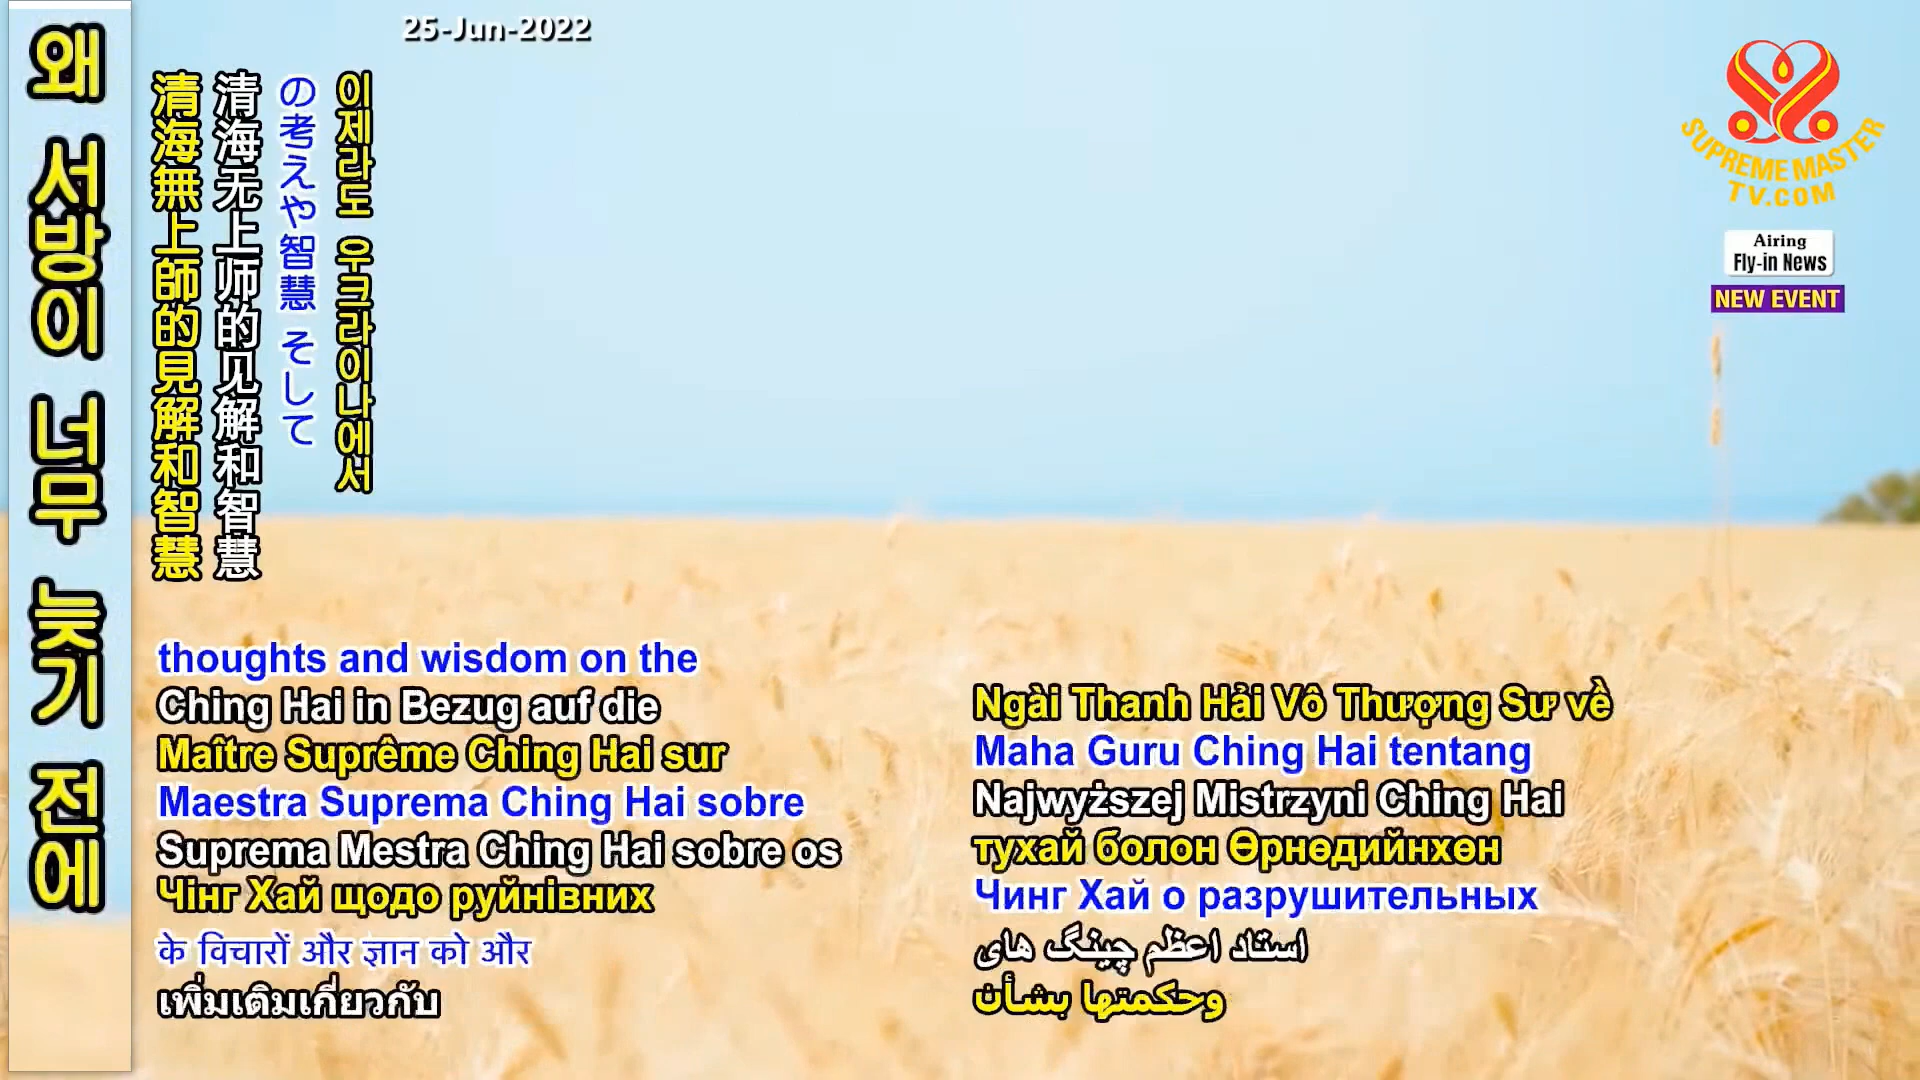 25-Jun-2022
왜 서방이 너무 늦기 전에
清海無上師的見解和智慧
清海无上师的见解和智慧
の考えや智慧 そして
이제라도 우크라이나에서
SUPREME MASTER
TV.COM
Airing
Fly-in News
NEW EVENT
thoughts and wisdom on the
Ching Hai in Bezug auf die
Maître Suprême Ching Hai sur
Maestra Suprema Ching Hai sobre
Suprema Mestra Ching Hai sobre os
Чінг Хай щодо руйнівних
के विचारों और ज्ञान को और
เพิ่มเติมเกี่ยวกับ
Ngài Thanh Hải Vô Thượng Sư về
Maha Guru Ching Hai tentang
Najwyższej Mistrzyni Ching Hai
тухай болон Өрнөдийнхөн
Чинг Хай о разрушительных
استاد اعظم چینگ های
وحكمتها بشأن